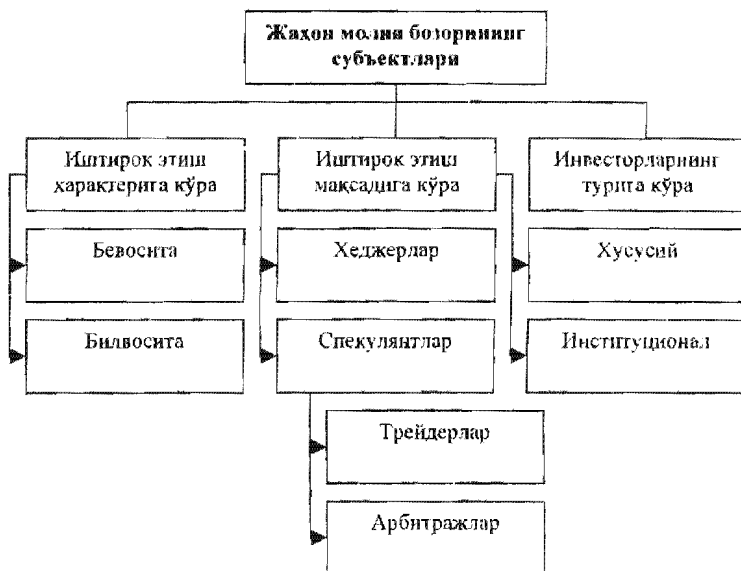 Жаҳон молия бозорининг
субъектлари
Иштирок этиш
характерига кўра
Иштирок этиш
мақсадига кўра
Инвесторларнинг
турига кўра
Бевосита
Хеджерлар
Хусусий
Билвосита
Спекулянтлар
Институционал
Трейдерлар
Арбитражлар